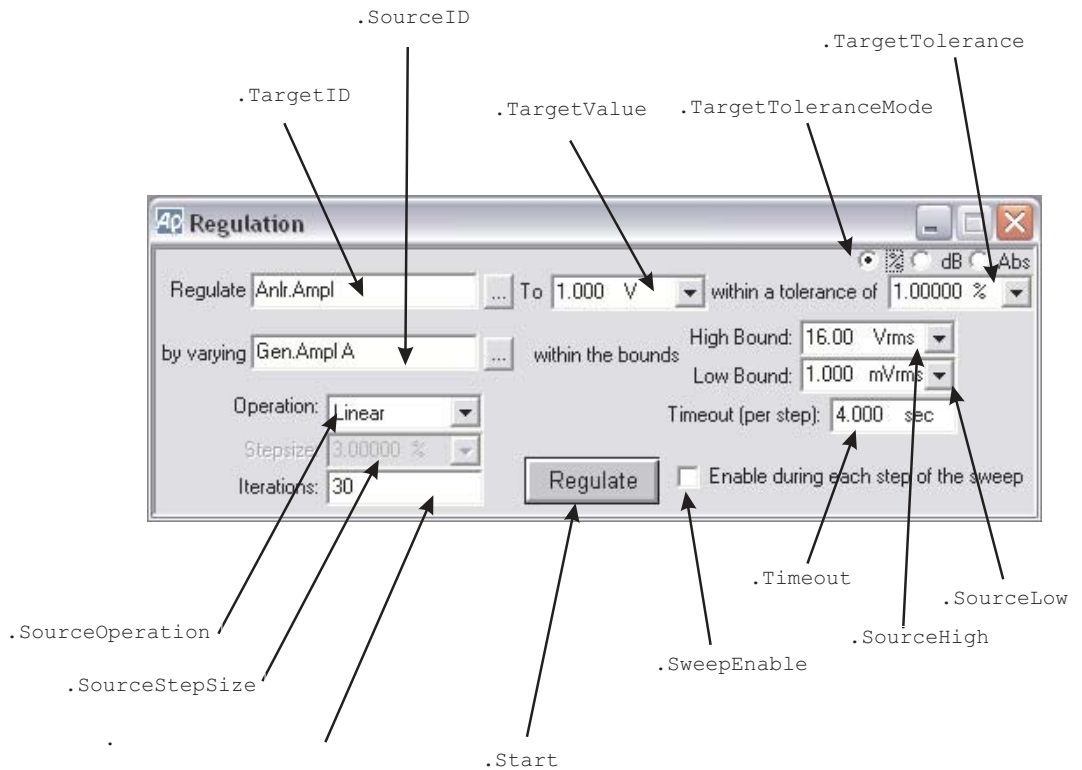 .SourceID
.TargetTolerance
.TargetID
.TargetValue
.TargetToleranceMode
Ap Regulation
% dB Abs
Regulate Anlr.Ampl ... To 1.000 V within a tolerance of 1.00000 %
by varying Gen.Ampl A ... within the bounds
High Bound: 16.00 Vrms
Low Bound: 1.000 mVrms
Operation: Linear
Timeout (per step): 4.000 sec
Stepsize: 3.00000 %
Iterations: 30
Regulate
Enable during each step of the sweep
.Timeout
.SourceLow
.SourceOperation
.SourceHigh
.SweepEnable
.SourceStepSize
.
.Start